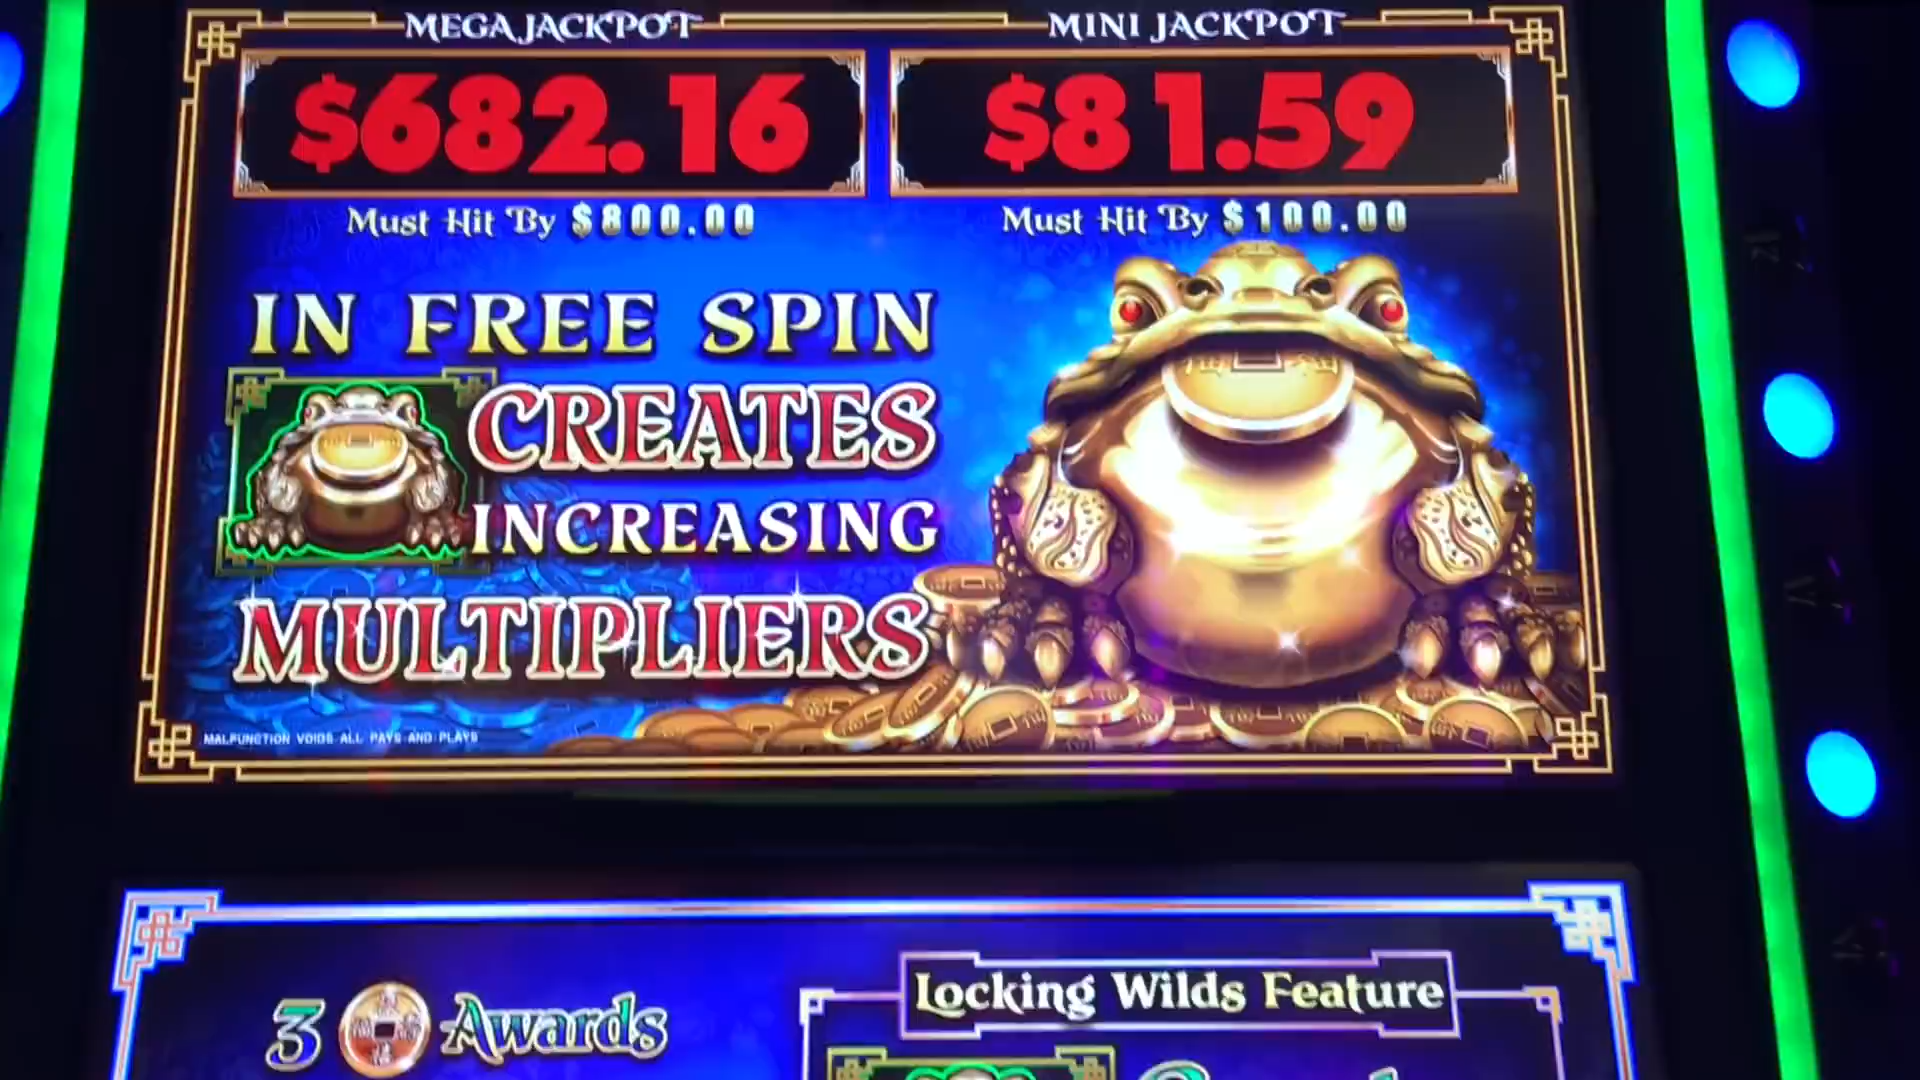 MEGA JACKPOT
MINI JACKPOT
$682.16
$81.59
Must Hit By $800.00
Must Hit By $100.00
IN FREE SPIN
CREATES
INCREASING
MULTIPLIERS
MALFUNCTION VOIDS ALL PAYS AND PLAYS
Locking Wilds Feature
3 Awards